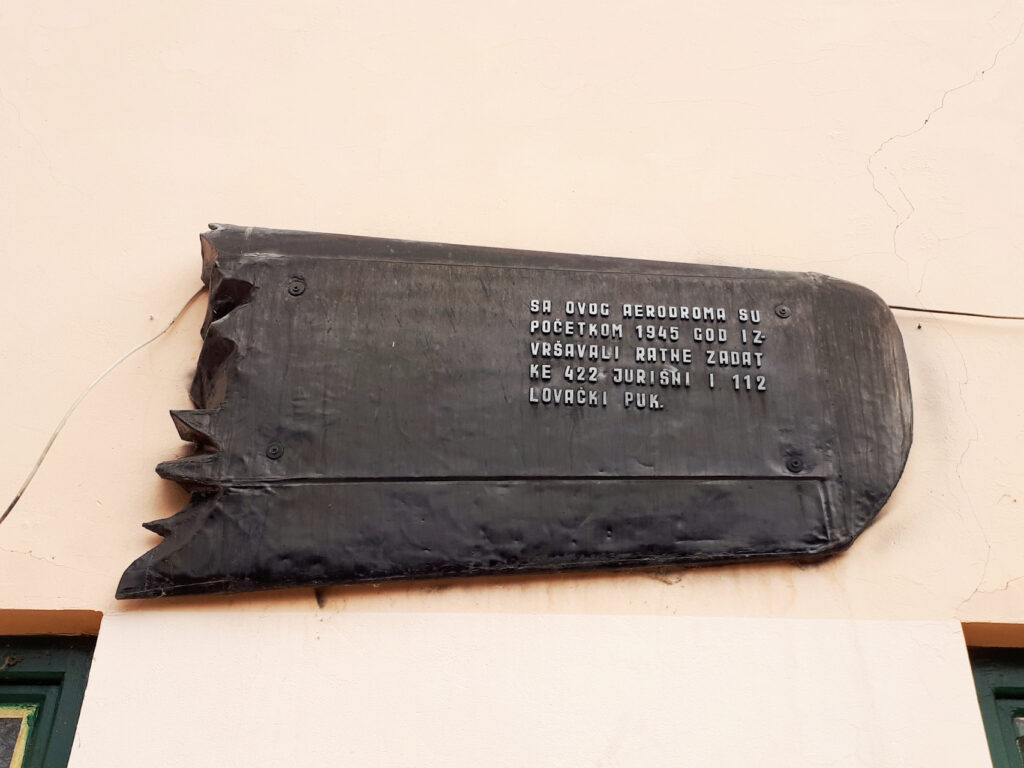 SA OVOG AERODROMA SU
POČETKOM 1945 GOD IZ-
VRŠAVALI RATNE ZADAT
KE 422 JURIŠNI I 112
LOVAČKI PUK.